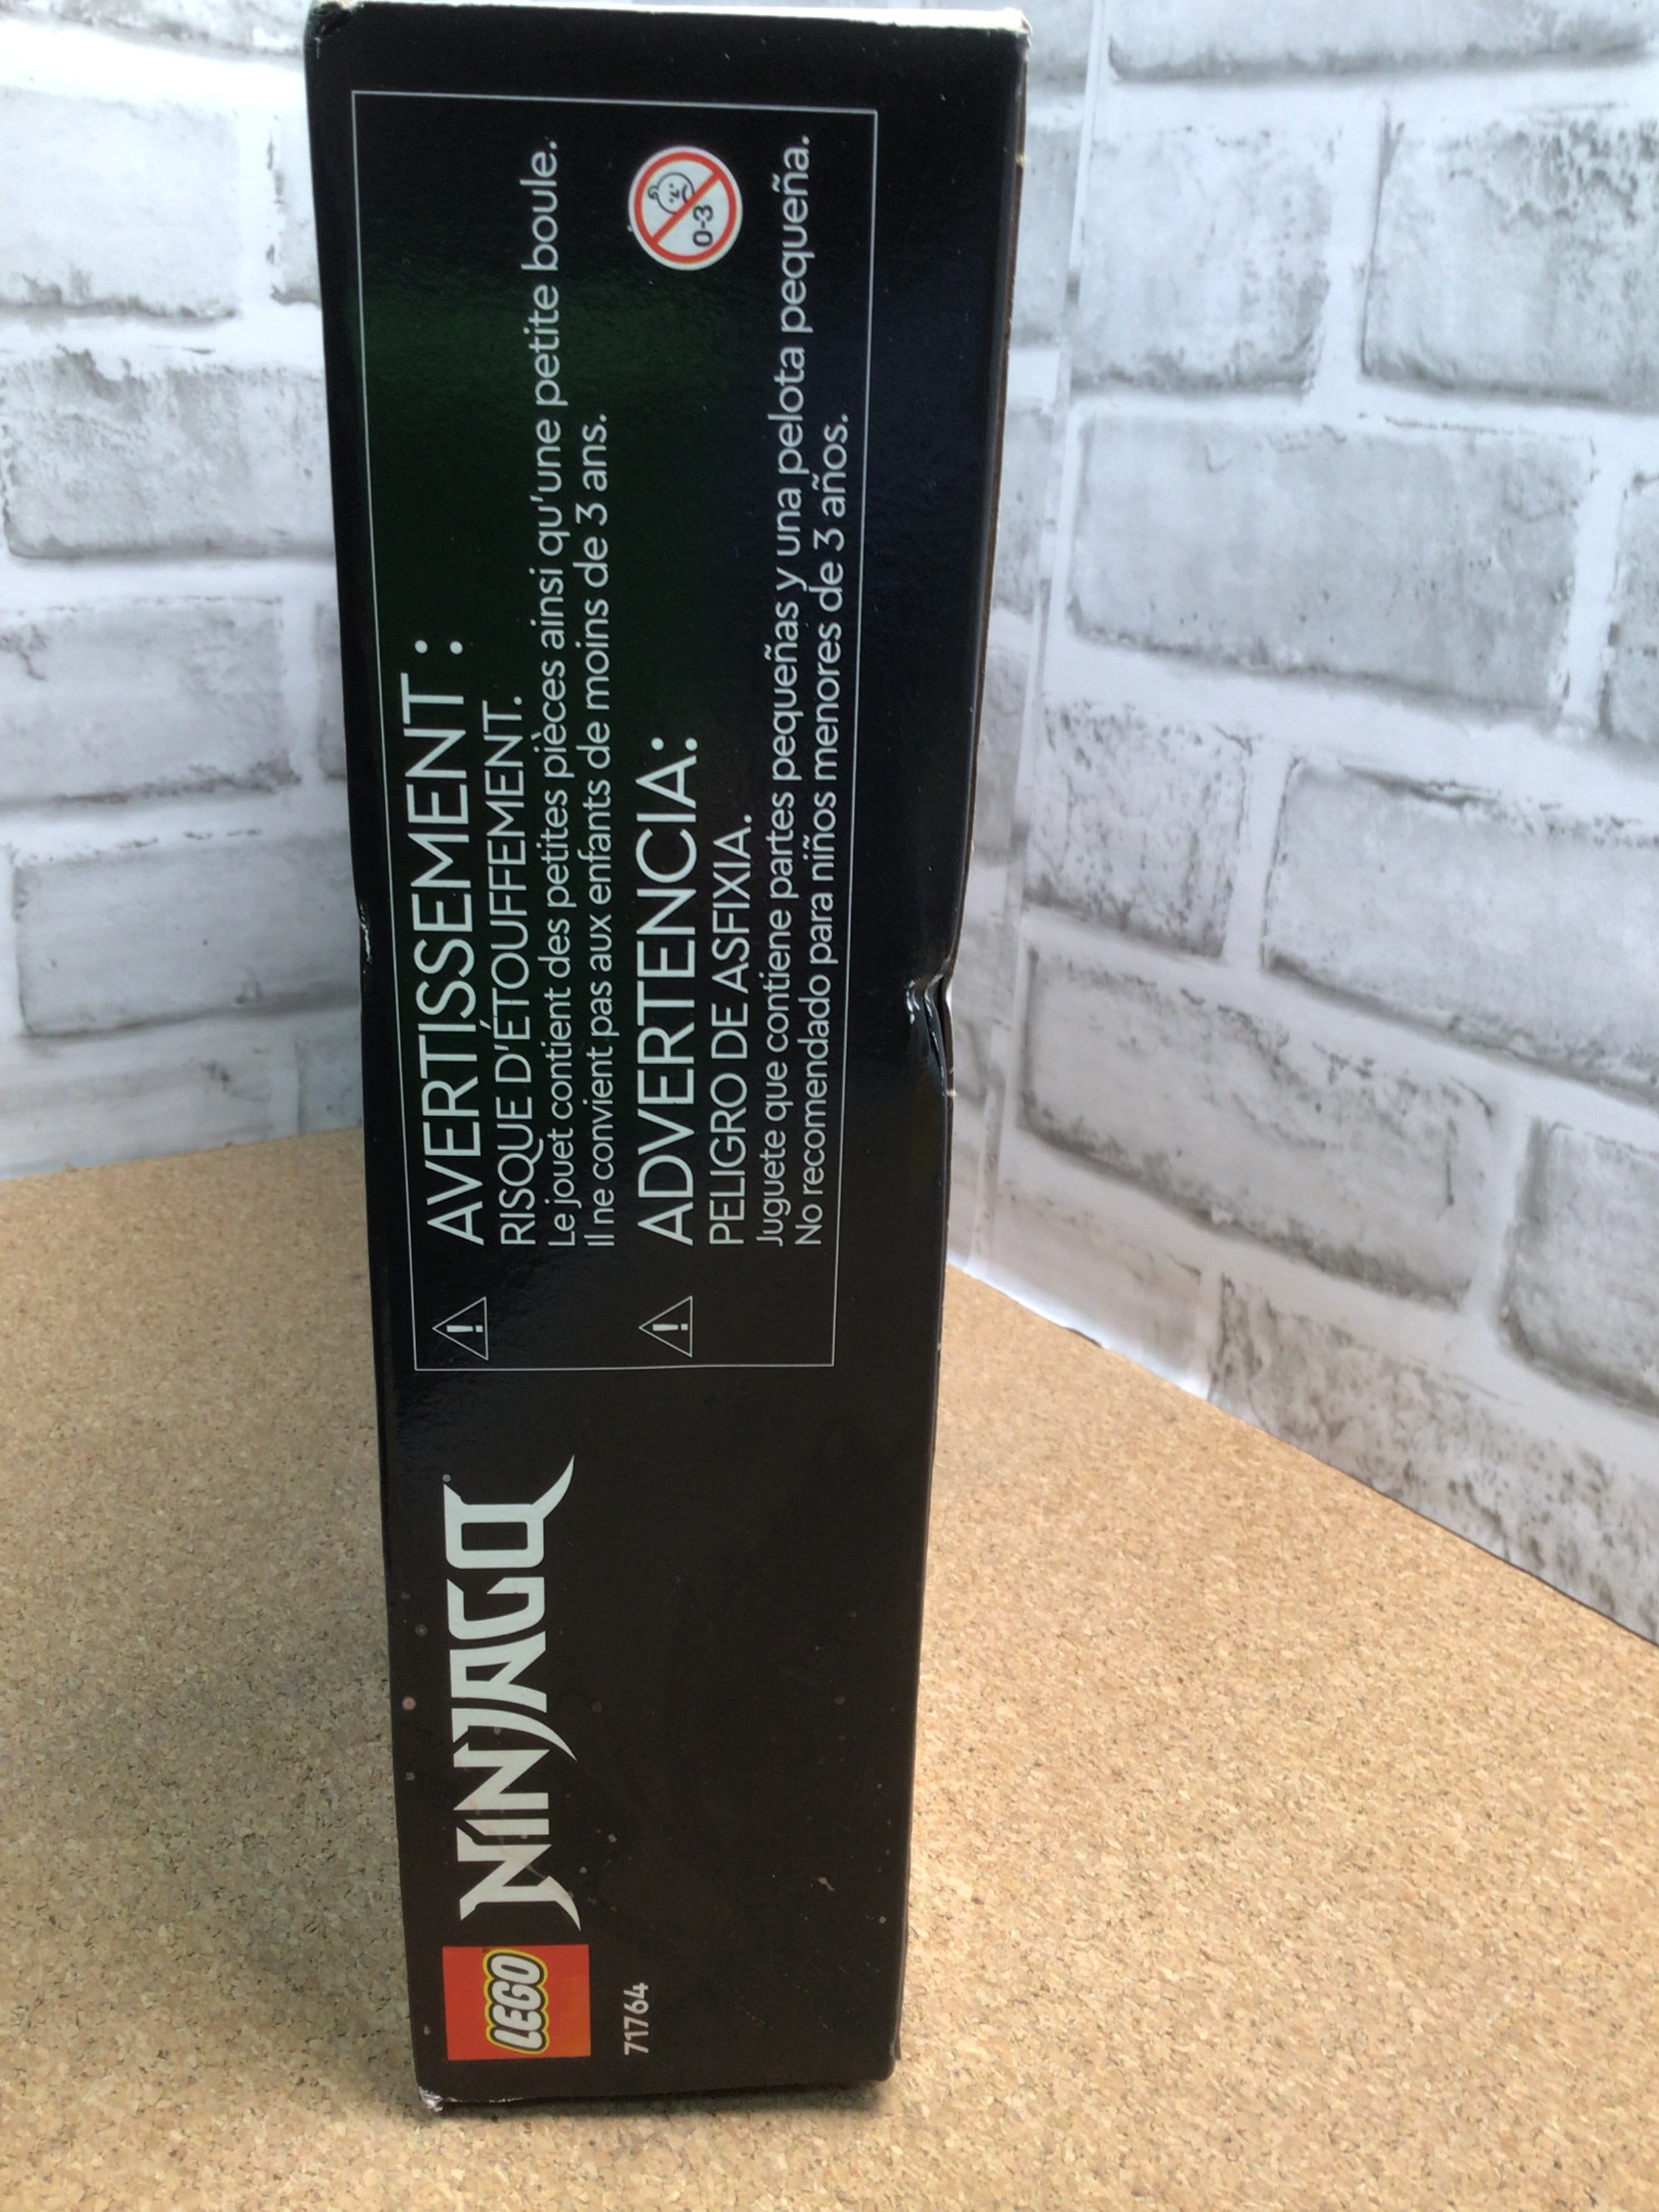 LEGO NINJAGO
71764
AVERTISSEMENT :
RISQUE D'ÉTOUFFEMENT.
Le jouet contient des petites pièces ainsi qu'une petite boule.
Il ne convient pas aux enfants de moins de 3 ans.
0-3
ADVERTENCIA:
PELIGRO DE ASFIXIA.
Juguete que contiene partes pequeñas y una pelota pequeña.
No recomendado para niños menores de 3 años.